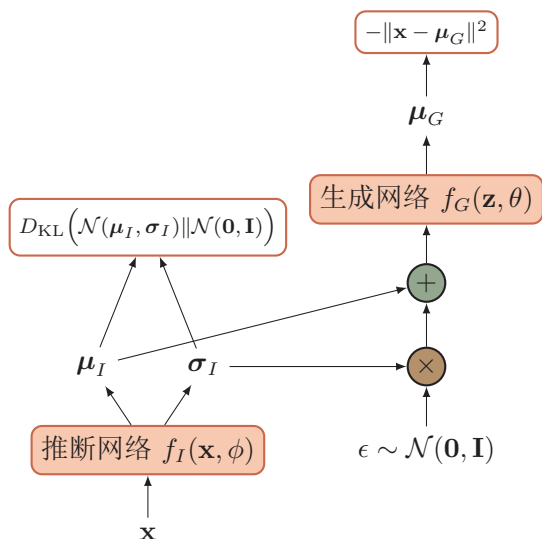 −‖x − μ_G‖²
μ_G
生成网络 f_G(z, θ)
D_KL(𝒩(μ_I, σ_I)‖𝒩(0, I))
+
μ_I
σ_I
×
推断网络 f_I(x, ϕ)
ϵ ∼ 𝒩(0, I)
x